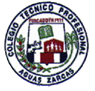 COLEGIO TECNICO PROFESIONAL
AGUAS ZARCAS